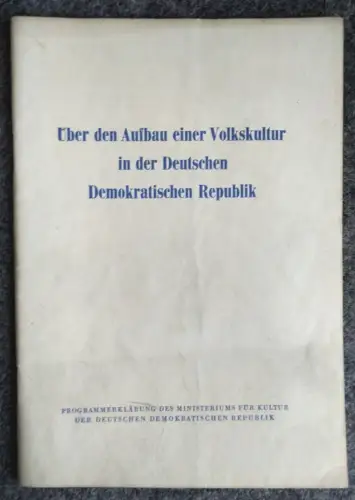 Über den Aufbau einer Volkskultur
in der Deutschen
Demokratischen Republik
PROGRAMMERKLÄRUNG DES MINISTERIUMS FÜR KULTUR
DER DEUTSCHEN DEMOKRATISCHEN REPUBLIK